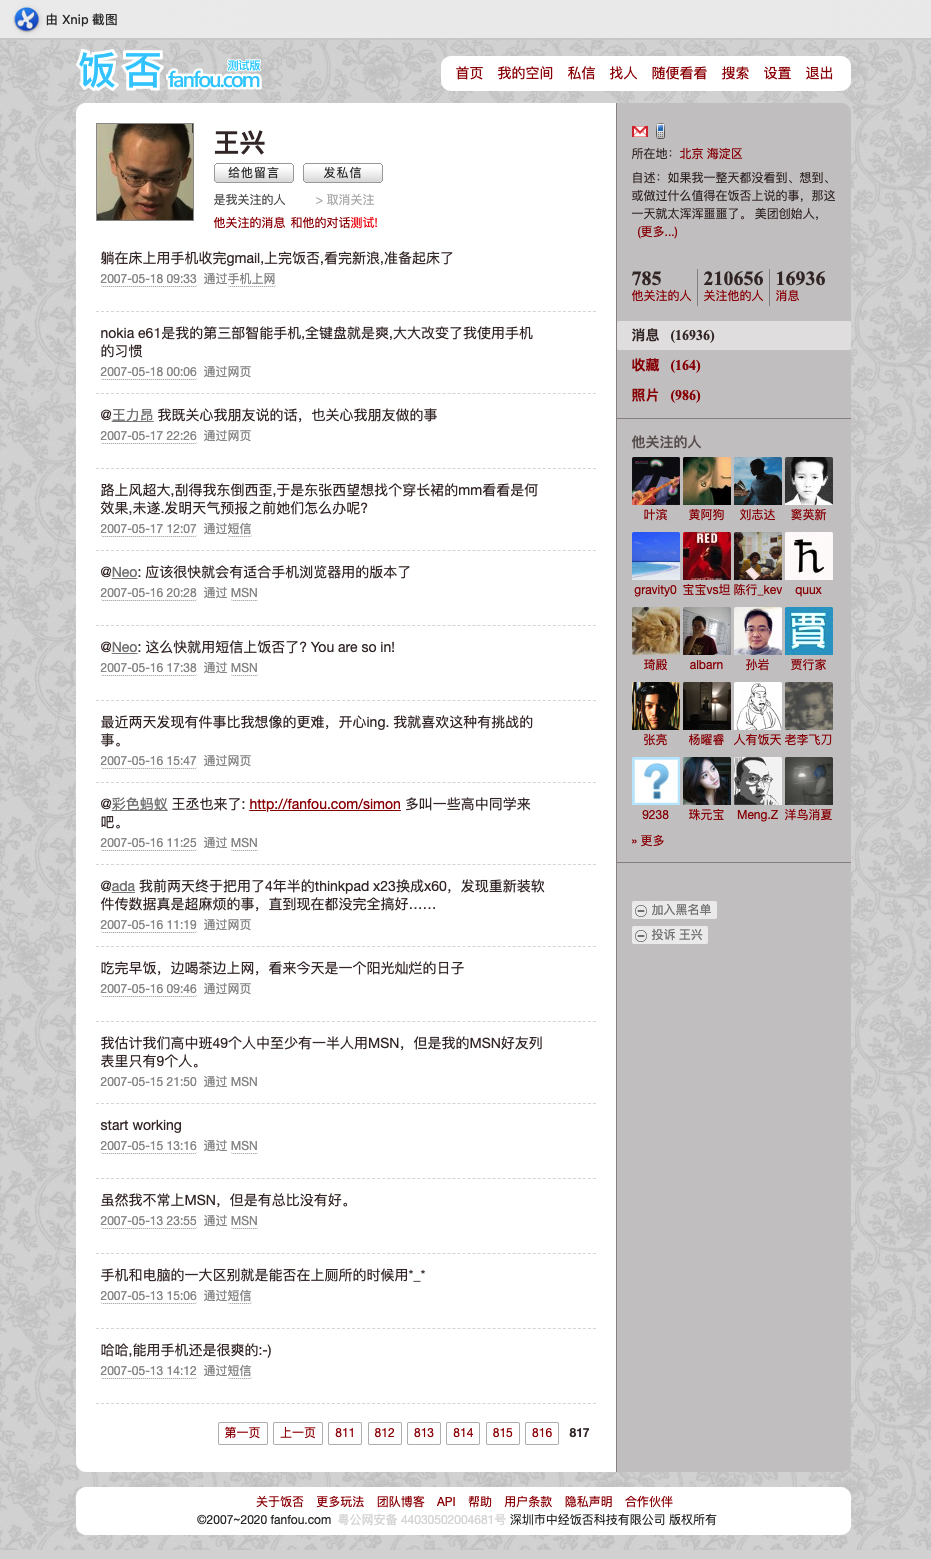 由 Xnip 截图
饭否 测试版
fanfou.com
首页 我的空间 私信 找人 随便看看 搜索 设置 退出
王兴
给他留言 发私信
是我关注的人 > 取消关注
他关注的消息 和他的对话测试!
躺在床上用手机收完gmail,上完饭否,看完新浪,准备起床了
2007-05-18 09:33 通过手机上网
nokia e61是我的第三部智能手机,全键盘就是爽,大大改变了我使用手机
的习惯
2007-05-18 00:06 通过网页
@王力昂 我既关心我朋友说的话，也关心我朋友做的事
2007-05-17 22:26 通过网页
路上风超大,刮得我东倒西歪,于是东张西望想找个穿长裙的mm看看是何
效果,未遂.发明天气预报之前她们怎么办呢?
2007-05-17 12:07 通过短信
@Neo: 应该很快就会有适合手机浏览器用的版本了
2007-05-16 20:28 通过 MSN
@Neo: 这么快就用短信上饭否了? You are so in!
2007-05-16 17:38 通过 MSN
最近两天发现有件事比我想像的更难，开心ing. 我就喜欢这种有挑战的
事。
2007-05-16 15:47 通过网页
@彩色蚂蚁 王丞也来了: http://fanfou.com/simon 多叫一些高中同学来
吧。
2007-05-16 11:25 通过 MSN
@ada 我前两天终于把用了4年半的thinkpad x23换成x60，发现重新装软
件传数据真是超麻烦的事，直到现在都没完全搞好……
2007-05-16 11:19 通过网页
吃完早饭，边喝茶边上网，看来今天是一个阳光灿烂的日子
2007-05-16 09:46 通过网页
我估计我们高中班49个人中至少有一半人用MSN，但是我的MSN好友列
表里只有9个人。
2007-05-15 21:50 通过 MSN
start working
2007-05-15 13:16 通过 MSN
虽然我不常上MSN，但是有总比没有好。
2007-05-13 23:55 通过 MSN
手机和电脑的一大区别就是能否在上厕所的时候用*_*
2007-05-13 15:06 通过短信
哈哈,能用手机还是很爽的:-)
2007-05-13 14:12 通过短信
第一页 上一页 811 812 813 814 815 816 817
所在地：北京 海淀区
自述：如果我一整天都没看到、想到、
或做过什么值得在饭否上说的事，那这
一天就太浑浑噩噩了。 美团创始人，
(更多...)
785 210656 16936
他关注的人 关注他的人 消息
消息 (16936)
收藏 (164)
照片 (986)
他关注的人
叶滨 黄阿狗 刘志达 窦英新
RED
gravity0 宝宝vs坦 陈行_kev quux
賈
琦殿 albarn 孙岩 贾行家
张亮 杨曜睿 人有饭天 老李飞刀
9238 珠元宝 Meng.Z 洋鸟消夏
» 更多
加入黑名单
投诉 王兴
关于饭否 更多玩法 团队博客 API 帮助 用户条款 隐私声明 合作伙伴
©2007~2020 fanfou.com 粤公网安备 44030502004681号 深圳市中经饭否科技有限公司 版权所有